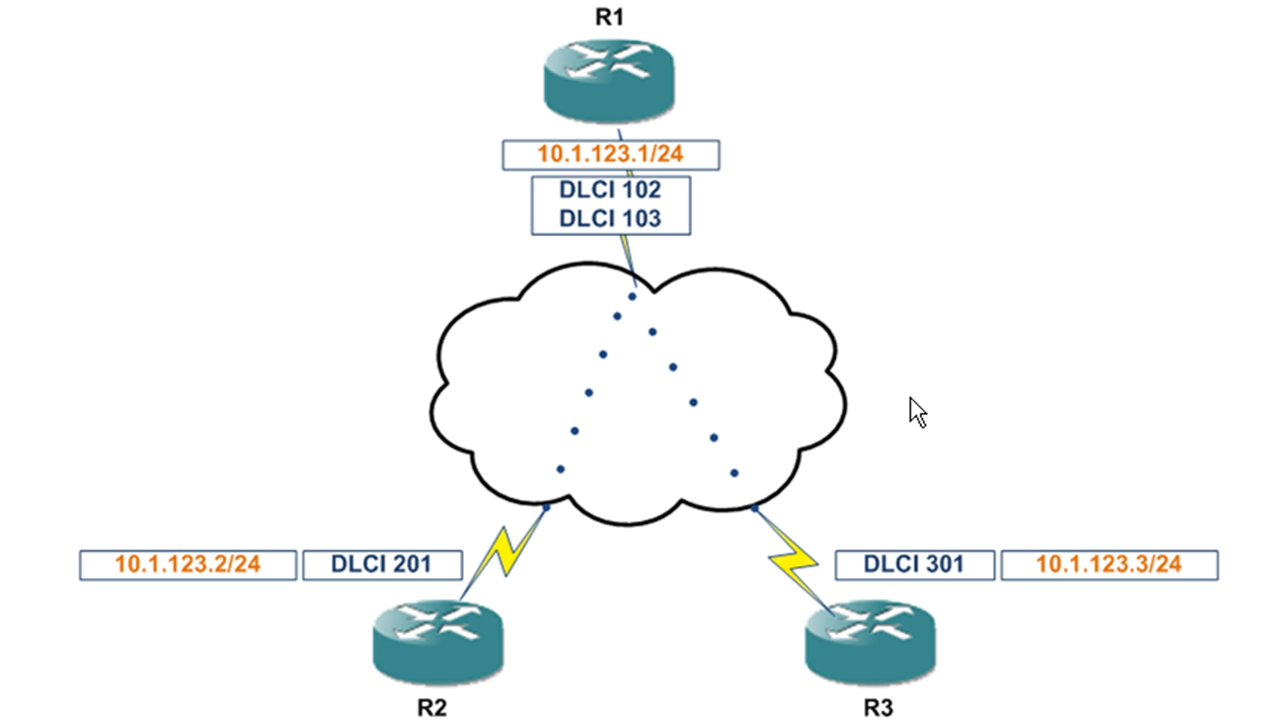 R1
10.1.123.1/24
DLCI 102
DLCI 103
10.1.123.2/24
DLCI 201
DLCI 301
10.1.123.3/24
R2
R3